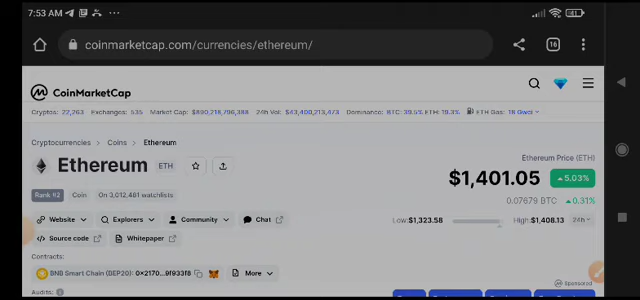 7:53 AM
coinmarketcap.com/currencies/ethereum/
16
CoinMarketCap
Cryptos: 22,263 Exchanges: 535 Market Cap: $890,218,796,388 24h Vol: $43,400,213,473 Dominance: BTC: 39.5% ETH: 19.3% ETH Gas: 16 Gwei
Cryptocurrencies > Coins > Ethereum
Ethereum ETH
Ethereum Price (ETH)
$1,401.05 5.03%
Rank #2 Coin On 3,012,481 watchlists
0.07679 BTC 0.31%
Website Explorers Community Chat
Low: $1,323.58 High: $1,408.13 24h
Source code Whitepaper
Contracts:
BNB Smart Chain (BEP20): 0x2170...9f933f8 More
Sponsored
Audits: